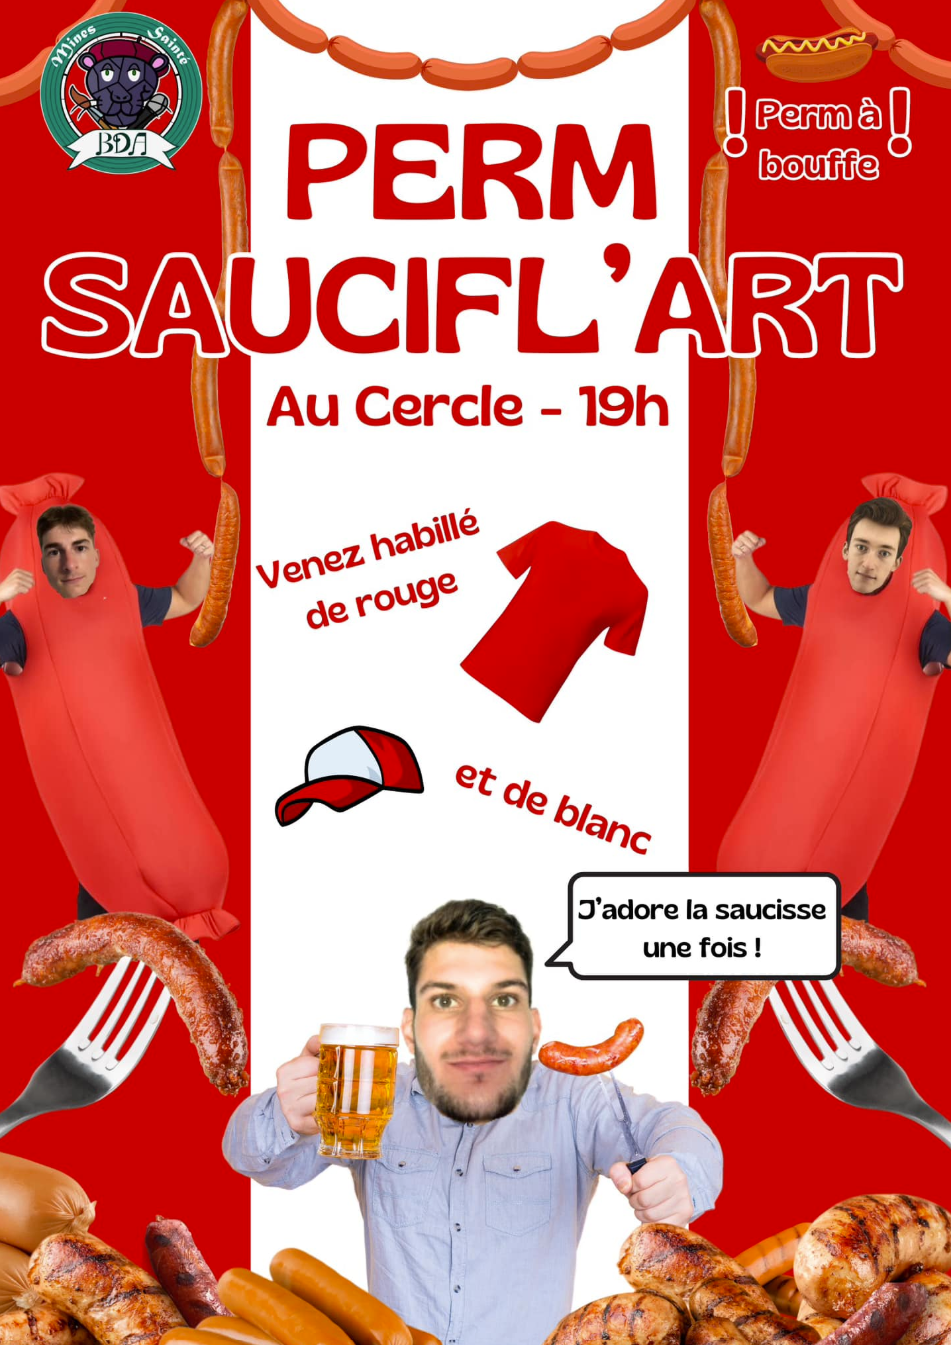 Mines Sainté
BDA
! Perm à !
bouffe
PERM
SAUCIFL'ART
Au Cercle - 19h
Venez habillé
de rouge
et de blanc
J'adore la saucisse
une fois !